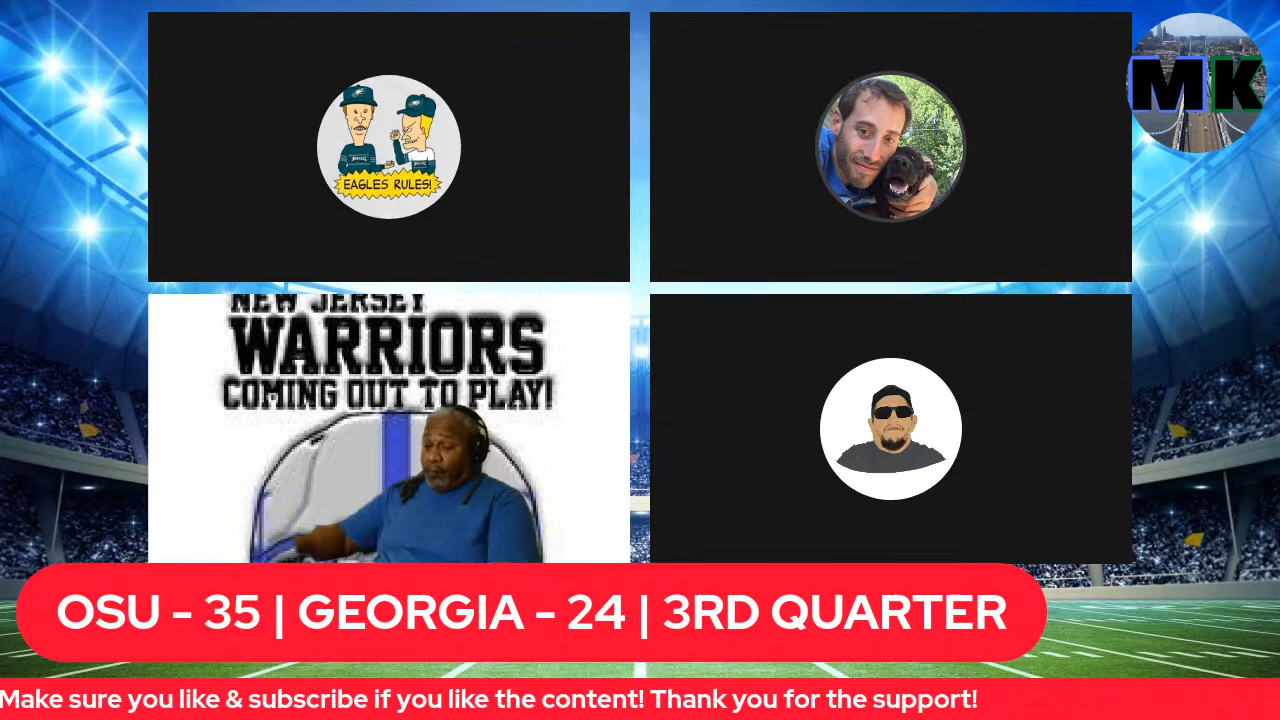 EAGLES RULES!
MK
NEW JERSEY
WARRIORS
COMING OUT TO PLAY!
OSU - 35 | GEORGIA - 24 | 3RD QUARTER
Make sure you like & subscribe if you like the content! Thank you for the support!